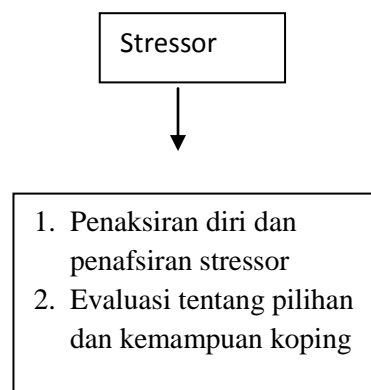 Stressor
1. Penaksiran diri dan
penafsiran stressor
2. Evaluasi tentang pilihan
dan kemampuan koping